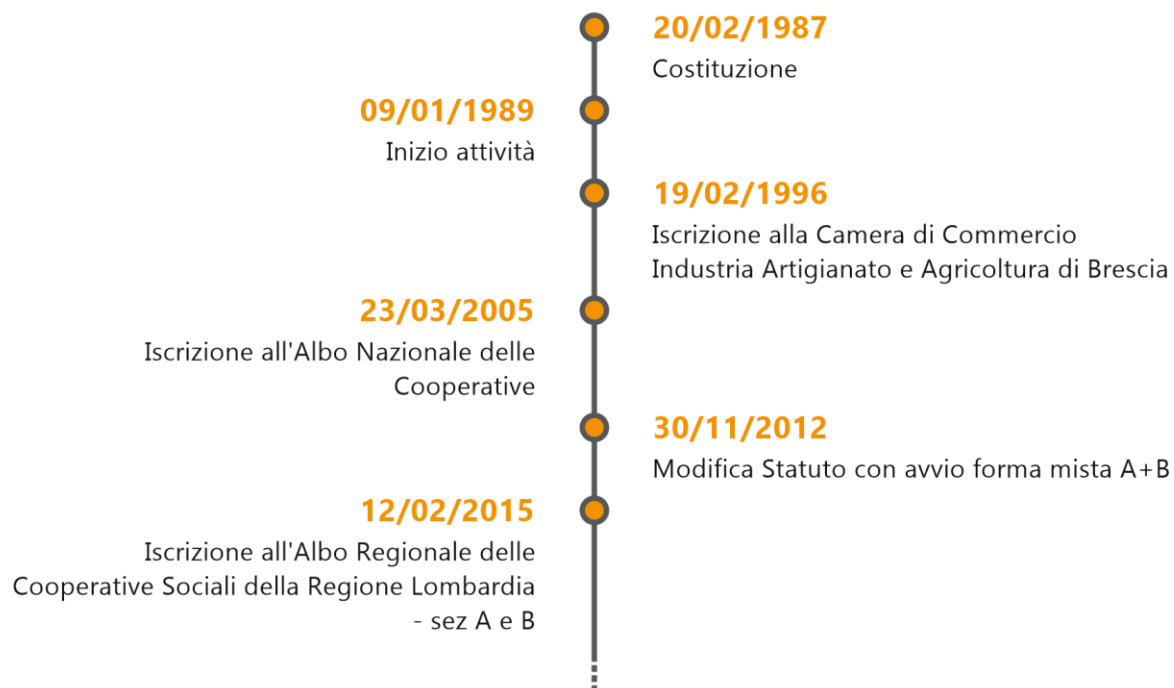 20/02/1987
Costituzione
09/01/1989
Inizio attività
19/02/1996
Iscrizione alla Camera di Commercio
Industria Artigianato e Agricoltura di Brescia
23/03/2005
Iscrizione all'Albo Nazionale delle
Cooperative
30/11/2012
Modifica Statuto con avvio forma mista A+B
12/02/2015
Iscrizione all'Albo Regionale delle
Cooperative Sociali della Regione Lombardia
- sez A e B